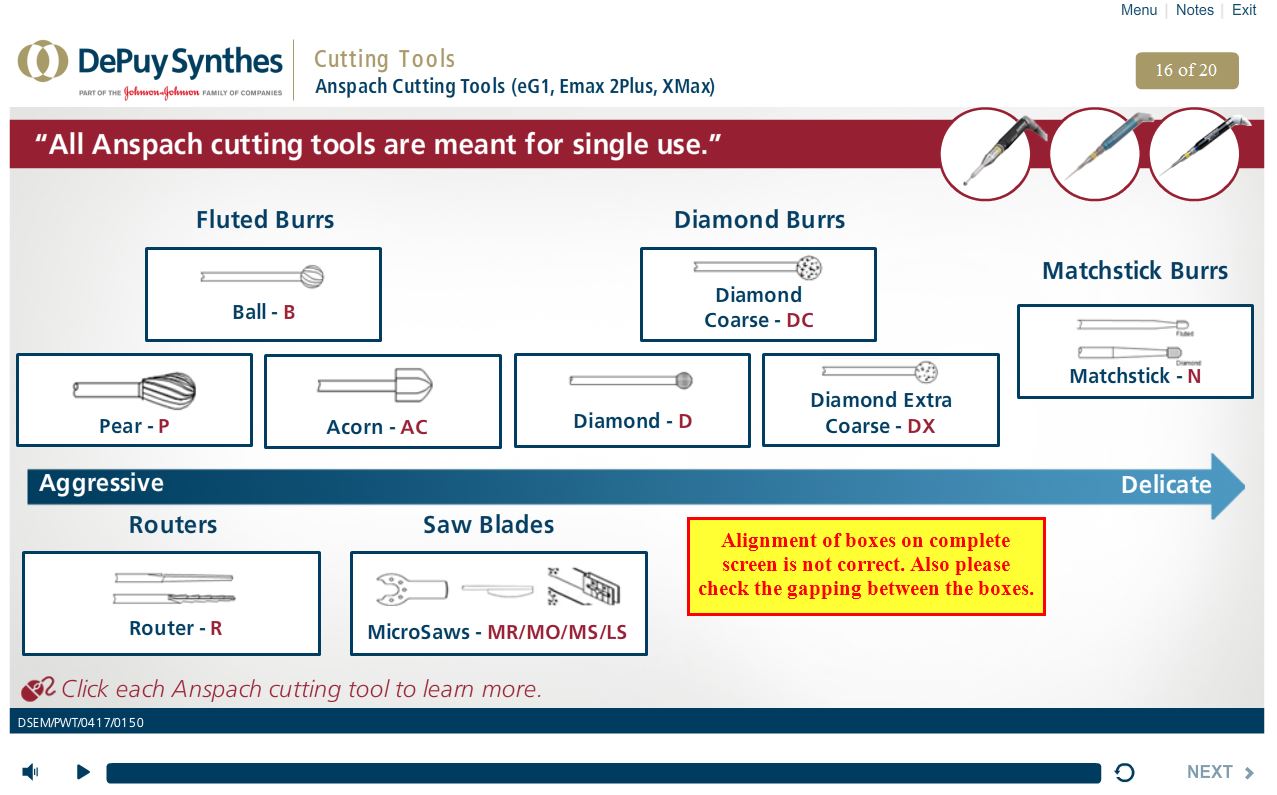 Menu | Notes | Exit
DePuy Synthes
PART OF THE Johnson & Johnson FAMILY OF COMPANIES
Cutting Tools
Anspach Cutting Tools (eG1, Emax 2Plus, XMax)
16 of 20
“All Anspach cutting tools are meant for single use.”
Fluted Burrs
Ball - B
Pear - P
Acorn - AC
Diamond Burrs
Diamond
Coarse - DC
Diamond - D
Diamond Extra
Coarse - DX
Matchstick Burrs
Fluted
Diamond
Matchstick - N
Aggressive
Delicate
Routers
Router - R
Saw Blades
MicroSaws - MR/MO/MS/LS
Alignment of boxes on complete
screen is not correct. Also please
check the gapping between the boxes.
Click each Anspach cutting tool to learn more.
DSEM/PWT/0417/0150
NEXT